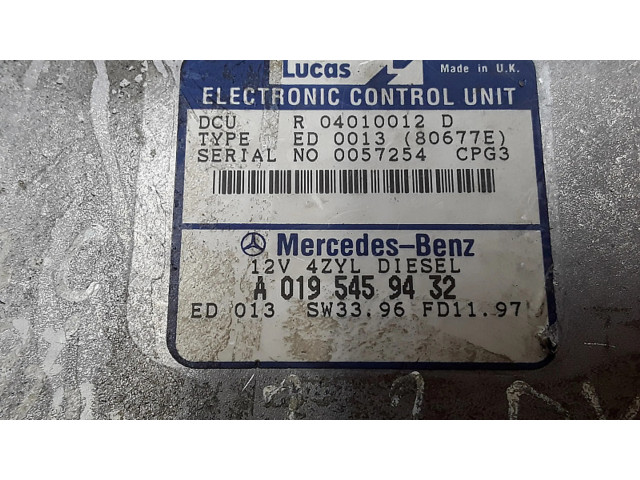 Lucas Made in U.K.
ELECTRONIC CONTROL UNIT
DCU R 04010012 D
TYPE ED 0013 (80677E)
SERIAL NO 0057254 CPG3
Mercedes-Benz
12V 4ZYL DIESEL
A 019 545 94 32
ED 013 SW33.96 FD11.97